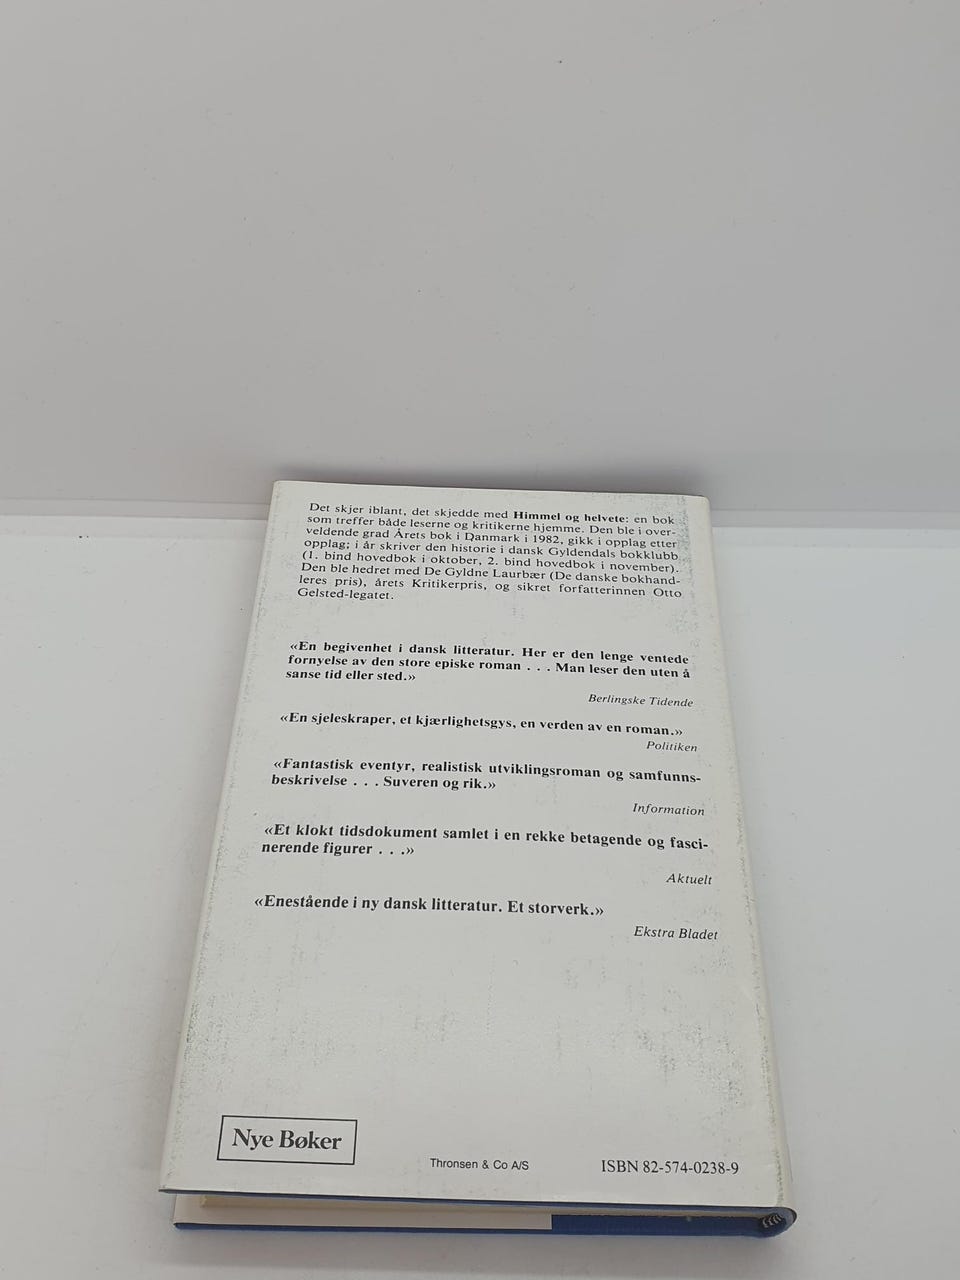 Det skjer iblant, det skjedde med Himmel og helvete: en bok
som treffer både leserne og kritikerne hjemme. Den ble i over-
veldende grad Årets bok i Danmark i 1982, gikk i opplag etter
opplag; i år skriver den historie i dansk Gyldendals bokklubb
(1. bind hovedbok i oktober, 2. bind hovedbok i november).
Den ble hedret med De Gyldne Laurbær (De danske bokhand-
leres pris), årets Kritikerpris, og sikret forfatterinnen Otto
Gelsted-legatet.
«En begivenhet i dansk litteratur. Her er den lenge ventede
fornyelse av den store episke roman . . . Man leser den uten å
sanse tid eller sted.»
Berlingske Tidende
«En sjeleskraper, et kjærlighetsgys, en verden av en roman.»
Politiken
«Fantastisk eventyr, realistisk utviklingsroman og samfunns-
beskrivelse . . . Suveren og rik.»
Information
«Et klokt tidsdokument samlet i en rekke betagende og fasci-
nerende figurer . . .»
Aktuelt
«Enestående i ny dansk litteratur. Et storverk.»
Ekstra Bladet
Nye Bøker
Thronsen & Co A/S
ISBN 82-574-0238-9